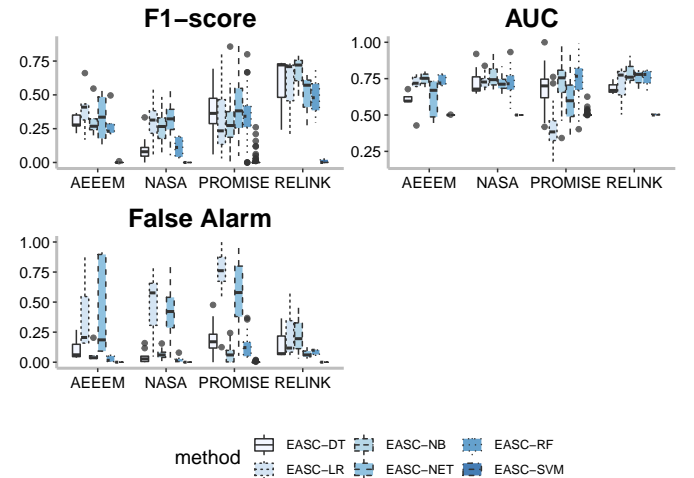 F1−score
AUC
0.75
0.50
0.25
0.00
AEEEM NASA PROMISE RELINK
1.00
0.75
0.50
0.25
AEEEM NASA PROMISE RELINK
False Alarm
1.00
0.75
0.50
0.25
0.00
AEEEM NASA PROMISE RELINK
method
EASC−DT EASC−NB EASC−RF
EASC−LR EASC−NET EASC−SVM